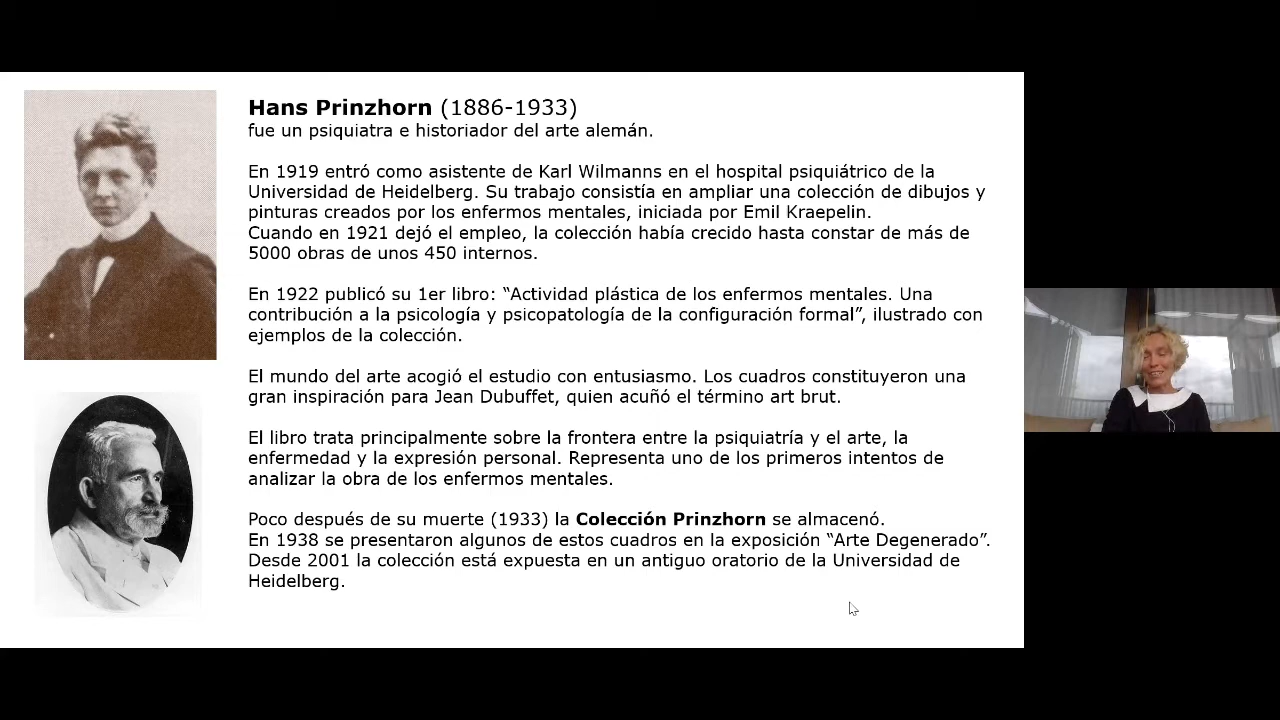 Hans Prinzhorn (1886-1933)
fue un psiquiatra e historiador del arte alemán.
En 1919 entró como asistente de Karl Wilmanns en el hospital psiquiátrico de la
Universidad de Heidelberg. Su trabajo consistía en ampliar una colección de dibujos y
pinturas creados por los enfermos mentales, iniciada por Emil Kraepelin.
Cuando en 1921 dejó el empleo, la colección había crecido hasta constar de más de
5000 obras de unos 450 internos.
En 1922 publicó su 1er libro: “Actividad plástica de los enfermos mentales. Una
contribución a la psicología y psicopatología de la configuración formal”, ilustrado con
ejemplos de la colección.
El mundo del arte acogió el estudio con entusiasmo. Los cuadros constituyeron una
gran inspiración para Jean Dubuffet, quien acuñó el término art brut.
El libro trata principalmente sobre la frontera entre la psiquiatría y el arte, la
enfermedad y la expresión personal. Representa uno de los primeros intentos de
analizar la obra de los enfermos mentales.
Poco después de su muerte (1933) la Colección Prinzhorn se almacenó.
En 1938 se presentaron algunos de estos cuadros en la exposición “Arte Degenerado”.
Desde 2001 la colección está expuesta en un antiguo oratorio de la Universidad de
Heidelberg.